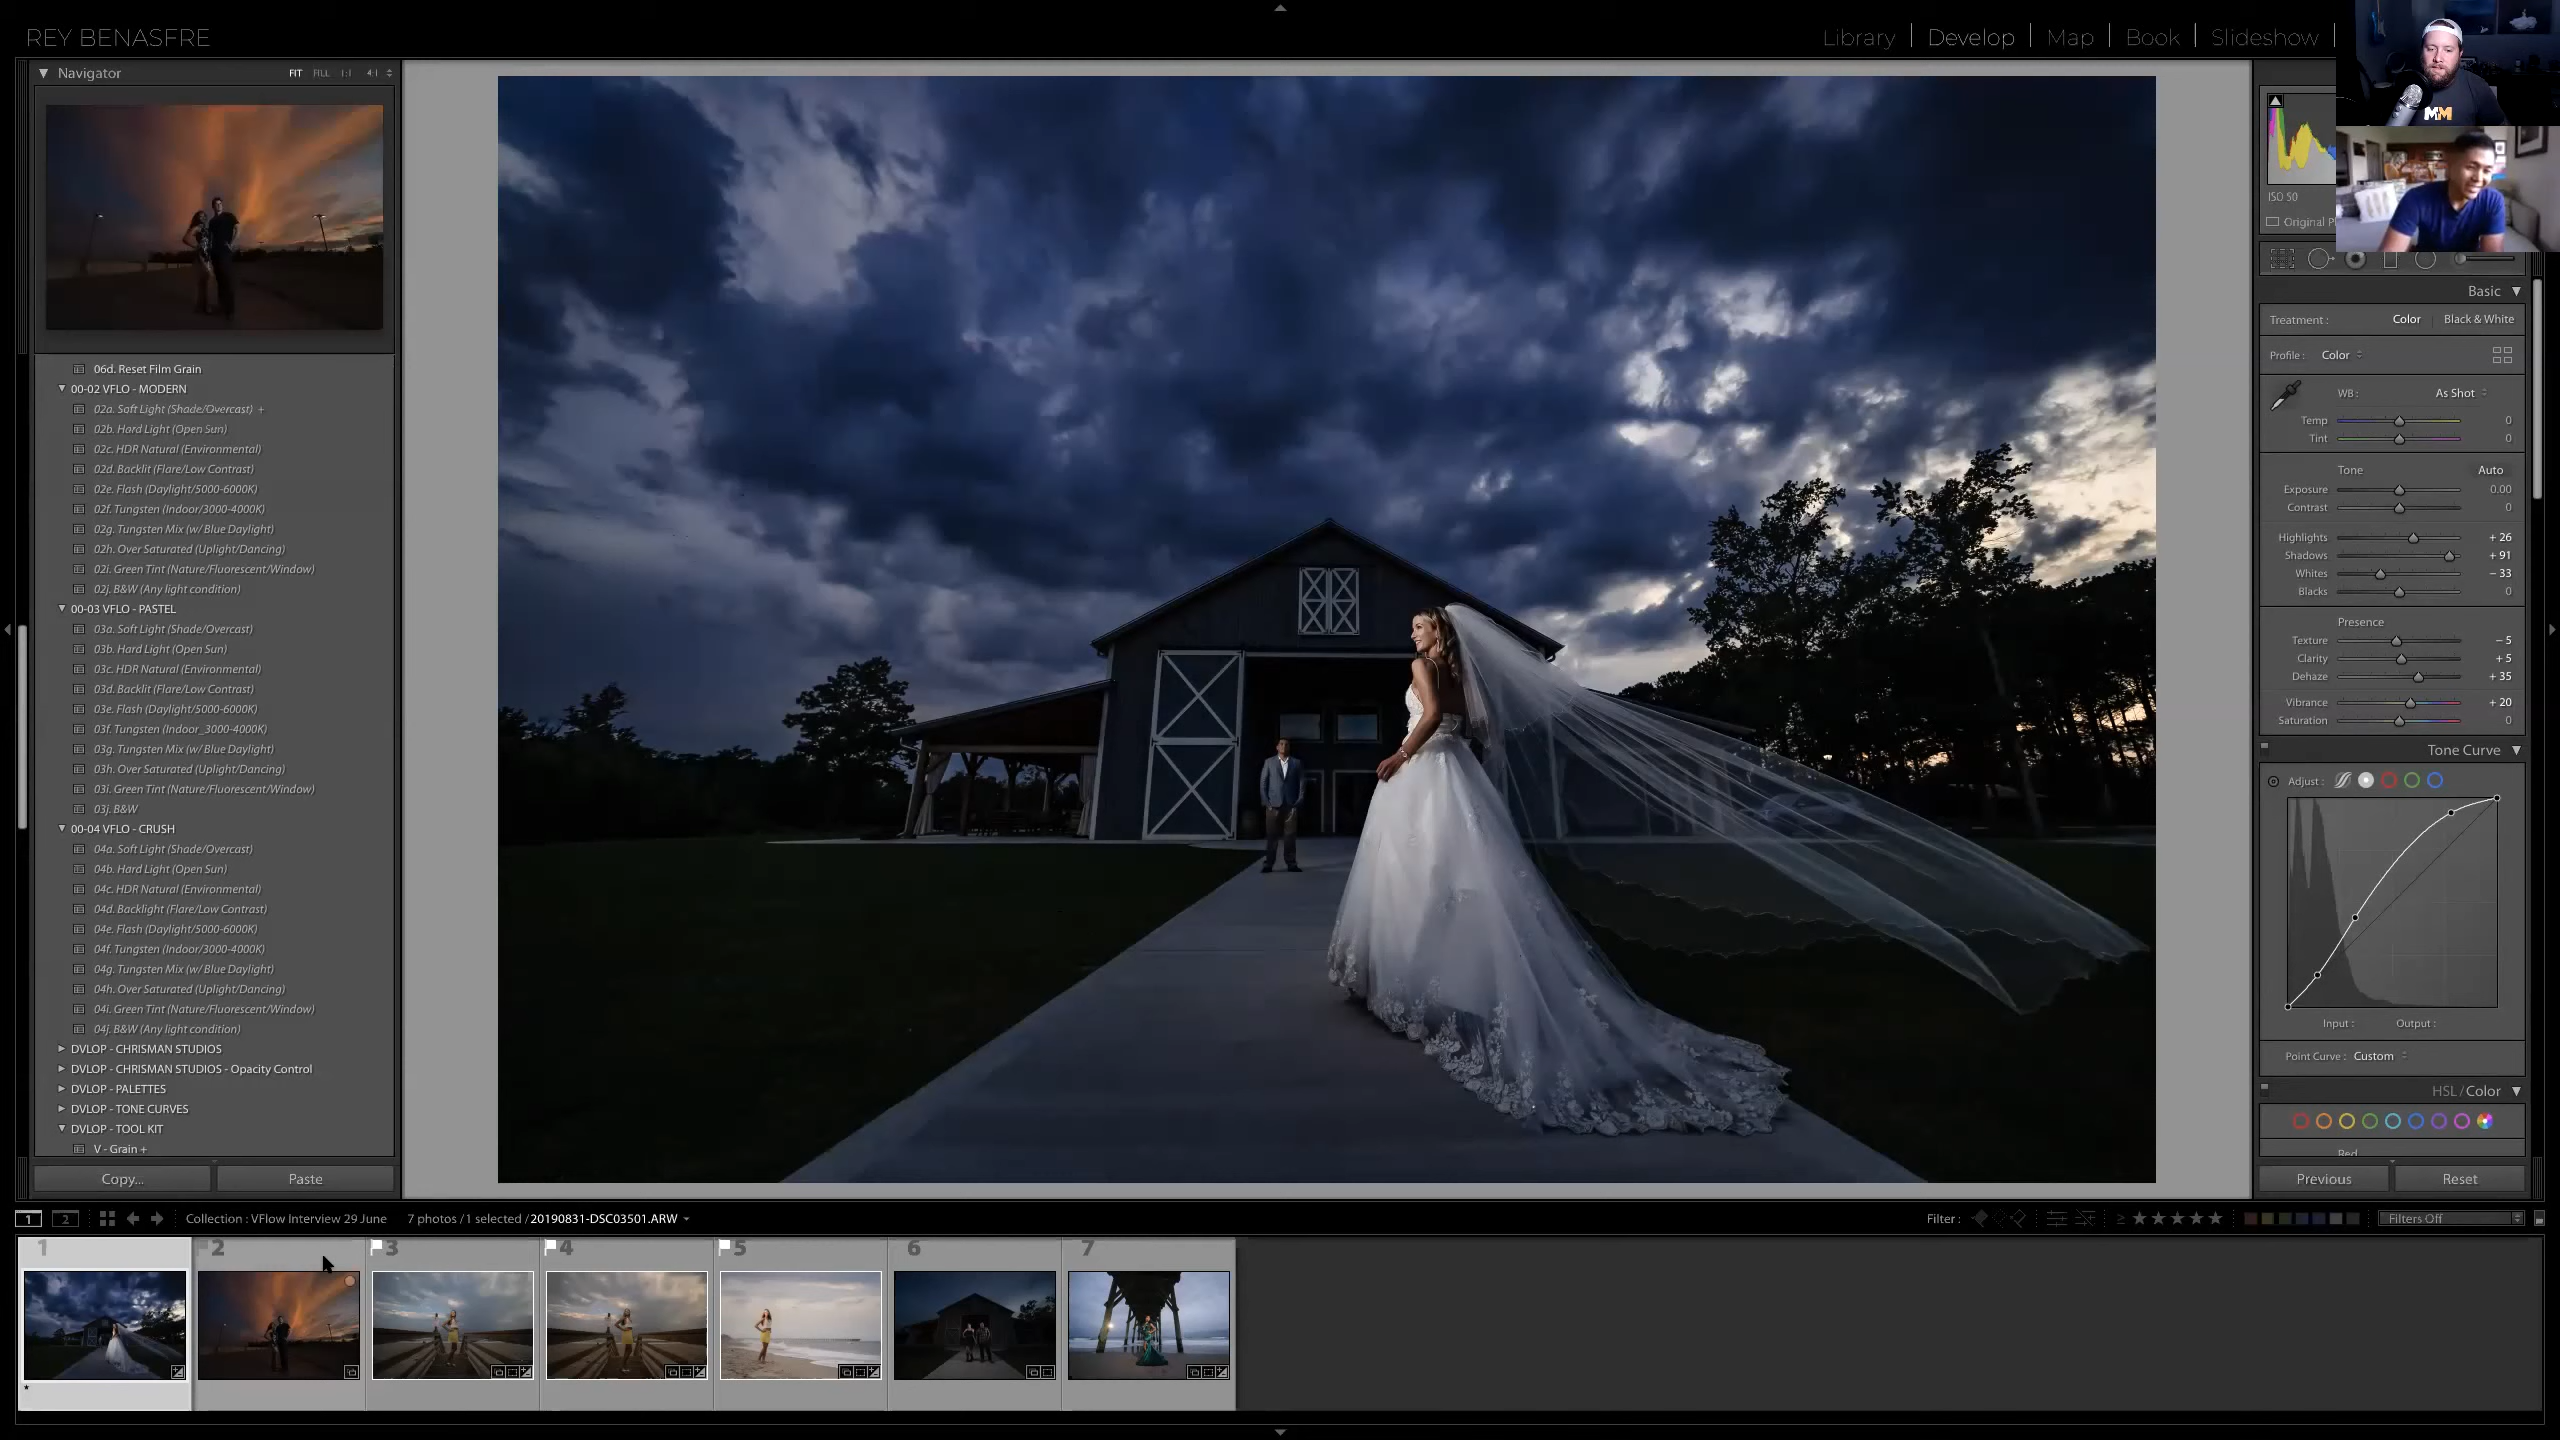 REY BENASFRE
Library | Develop | Map | Book | Slideshow |
Navigator FIT FILL 1:1 4:1
06d. Reset Film Grain
00-02 VFLO - MODERN
02a. Soft Light (Shade/Overcast) +
02b. Hard Light (Open Sun)
02c. HDR Natural (Environmental)
02d. Backlit (Flare/Low Contrast)
02e. Flash (Daylight/5000-6000K)
02f. Tungsten (Indoor/3000-4000K)
02g. Tungsten Mix (w/ Blue Daylight)
02h. Over Saturated (Uplight/Dancing)
02i. Green Tint (Nature/Fluorescent/Window)
02j. B&W (Any light condition)
00-03 VFLO - PASTEL
03a. Soft Light (Shade/Overcast)
03b. Hard Light (Open Sun)
03c. HDR Natural (Environmental)
03d. Backlit (Flare/Low Contrast)
03e. Flash (Daylight/5000-6000K)
03f. Tungsten (Indoor_3000-4000K)
03g. Tungsten Mix (w/ Blue Daylight)
03h. Over Saturated (Uplight/Dancing)
03i. Green Tint (Nature/Fluorescent/Window)
03j. B&W
00-04 VFLO - CRUSH
04a. Soft Light (Shade/Overcast)
04b. Hard Light (Open Sun)
04c. HDR Natural (Environmental)
04d. Backlight (Flare/Low Contrast)
04e. Flash (Daylight/5000-6000K)
04f. Tungsten (Indoor/3000-4000K)
04g. Tungsten Mix (w/ Blue Daylight)
04h. Over Saturated (Uplight/Dancing)
04i. Green Tint (Nature/Fluorescent/Window)
04j. B&W (Any light condition)
DVLOP - CHRISMAN STUDIOS
DVLOP - CHRISMAN STUDIOS - Opacity Control
DVLOP - PALETTES
DVLOP - TONE CURVES
DVLOP - TOOL KIT
V - Grain +
Copy... Paste
MM
ISO 50
Original P
Basic
Treatment : Color Black & White
Profile : Color
WB : As Shot
Temp 0
Tint 0
Tone Auto
Exposure 0.00
Contrast 0
Highlights + 26
Shadows + 91
Whites - 33
Blacks 0
Presence
Texture - 5
Clarity + 5
Dehaze + 35
Vibrance + 20
Saturation 0
Tone Curve
Adjust :
Input : Output :
Point Curve : Custom
HSL / Color
Red
Previous Reset
1 2 Collection : VFlow Interview 29 June 7 photos / 1 selected / 20190831-DSC03501.ARW Filter : ≥ ★★★★★ Filters Off
1 2 3 4 5 6 7